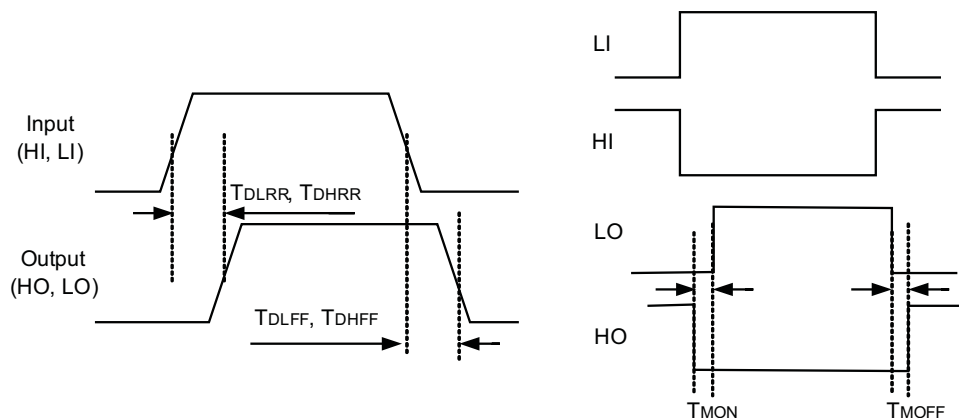 Input
(HI, LI)
TDLRR, TDHRR
Output
(HO, LO)
TDLFF, TDHFF
LI
HI
LO
HO
TMON
TMOFF